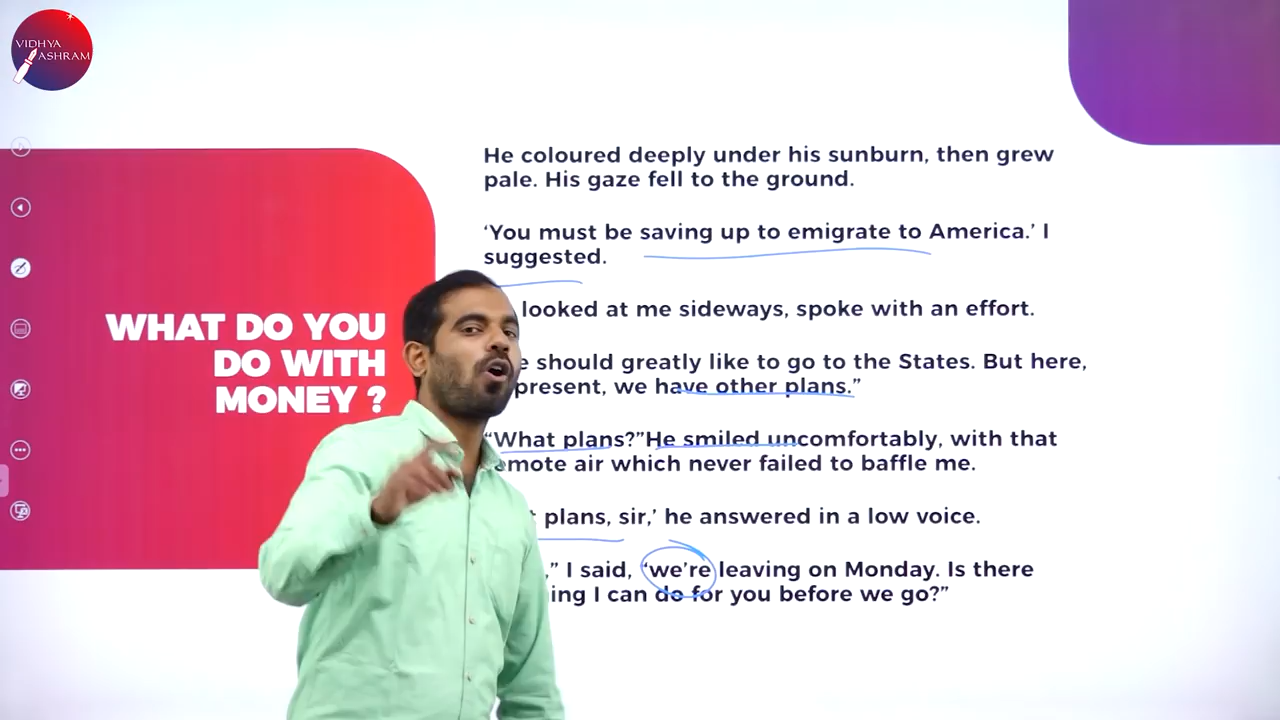 VIDHYA
ASHRAM
He coloured deeply under his sunburn, then grew
pale. His gaze fell to the ground.
‘You must be saving up to emigrate to America.’ I
suggested.
looked at me sideways, spoke with an effort.
should greatly like to go to the States. But here,
present, we have other plans.”
“What plans?”He smiled uncomfortably, with that
air which never failed to baffle me.
plans, sir,’ he answered in a low voice.
I said, ‘we’re leaving on Monday. Is there
I can do for you before we go?”
WHAT DO YOU
DO WITH
MONEY ?